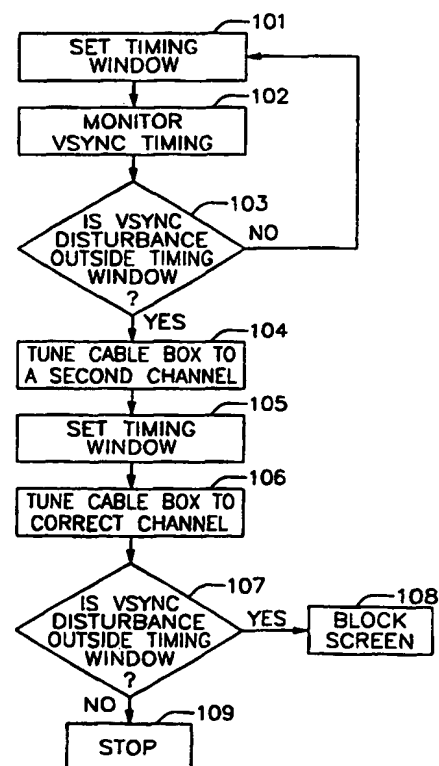 101
SET TIMING
WINDOW
102
MONITOR
VSYNC TIMING
103
IS VSYNC
DISTURBANCE
OUTSIDE TIMING
WINDOW
?
NO
YES
104
TUNE CABLE BOX TO
A SECOND CHANNEL
105
SET TIMING
WINDOW
106
TUNE CABLE BOX TO
CORRECT CHANNEL
107
IS VSYNC
DISTURBANCE
OUTSIDE TIMING
WINDOW
?
YES
108
BLOCK
SCREEN
NO
109
STOP